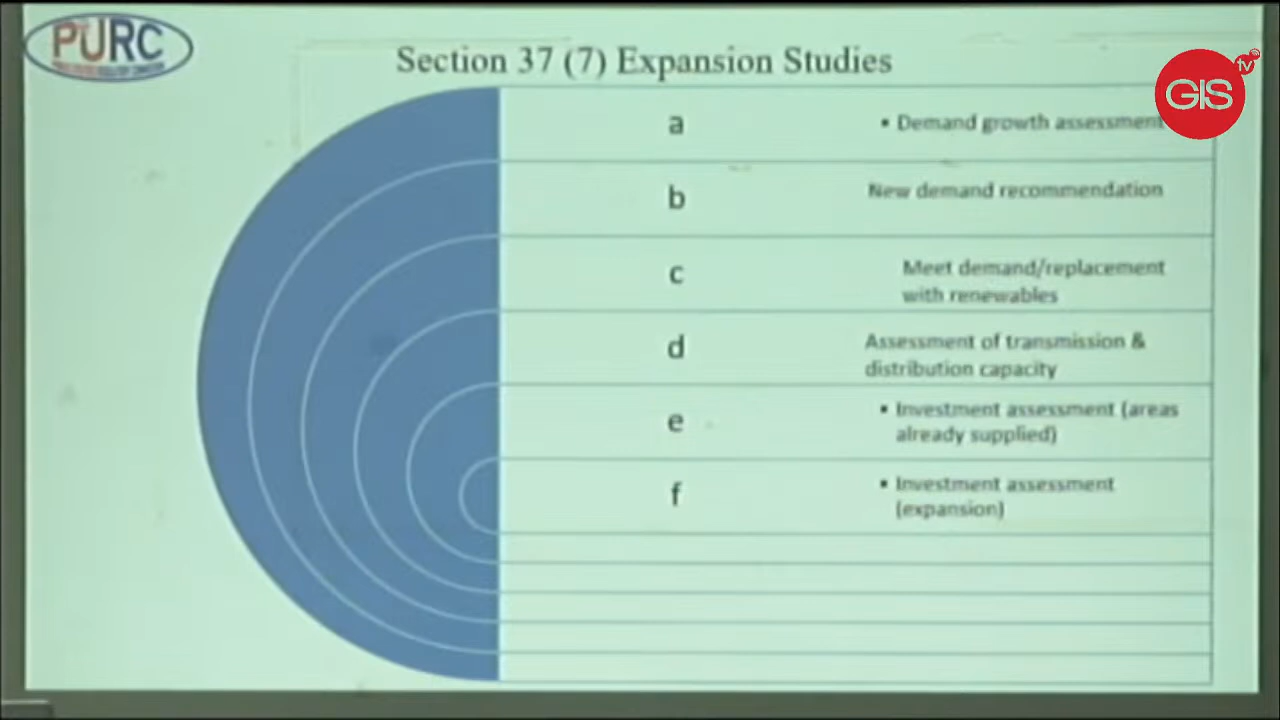 PURC
Section 37 (7) Expansion Studies
GIS
tv
a
▪ Demand growth assessment
b
New demand recommendation
c
Meet demand/replacement
with renewables
d
Assessment of transmission &
distribution capacity
e
▪ Investment assessment (areas
already supplied)
f
▪ Investment assessment
(expansion)